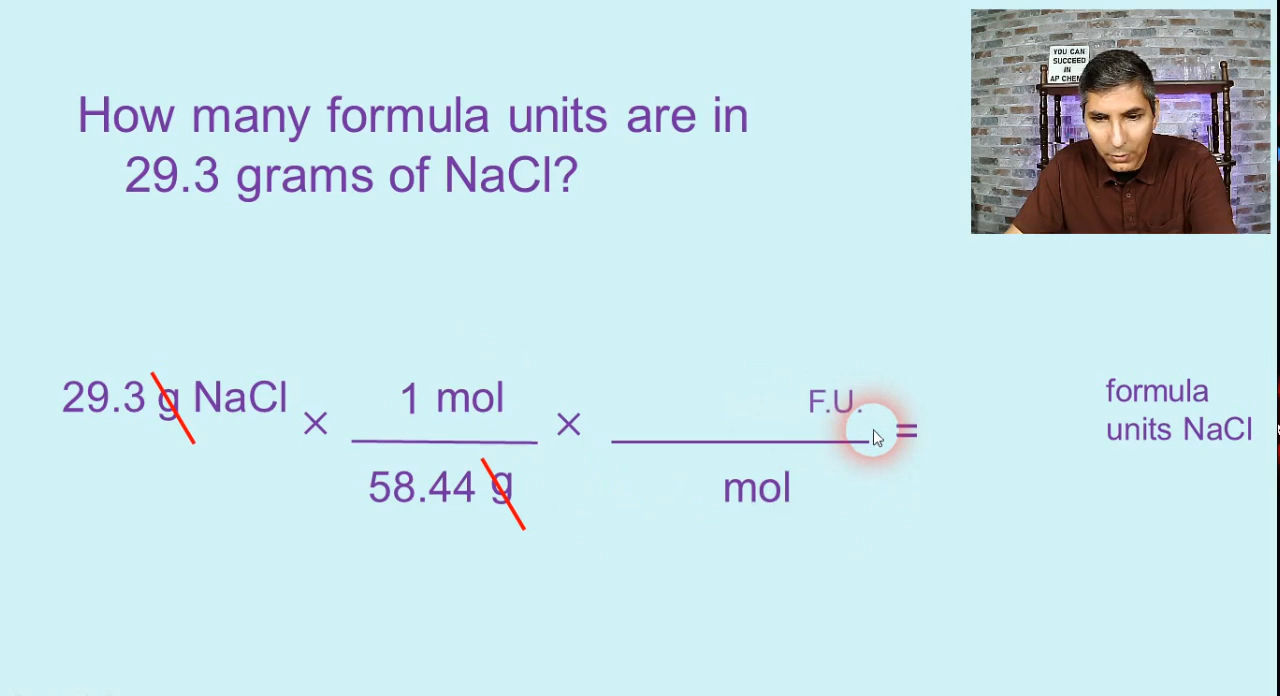 How many formula units are in
29.3 grams of NaCl?
YOU CAN
SUCCEED
IN
AP CHEM
29.3 g NaCl × 1 mol × F.U. = formula
58.44 g mol units NaCl